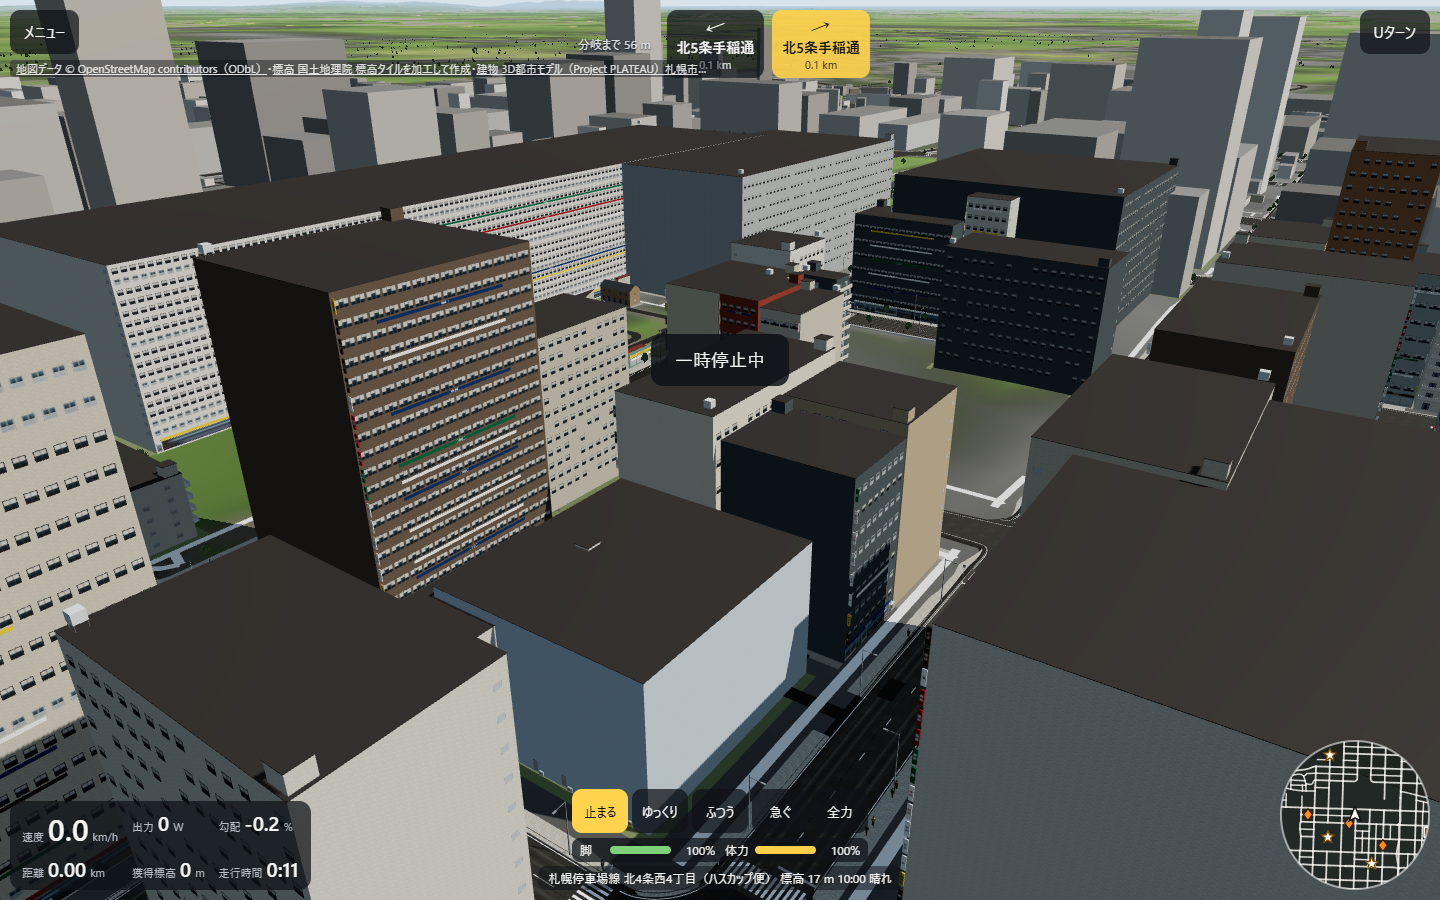 メニュー
分岐まで 56 m
北5条手稲通
0.1 km
北5条手稲通
0.1 km
Uターン
地図データ © OpenStreetMap contributors（ODbL）・標高 国土地理院 標高タイルを加工して作成・建物 3D都市モデル（Project PLATEAU）札幌市…
一時停止中
止まる
ゆっくり
ふつう
急ぐ
全力
速度 0.0 km/h
出力 0 W
勾配 -0.2 %
距離 0.00 km
獲得標高 0 m
走行時間 0:11
脚 100% 体力 100%
札幌停車場線 北4条西4丁目（ハスカップ便） 標高 17 m 10:00 晴れ